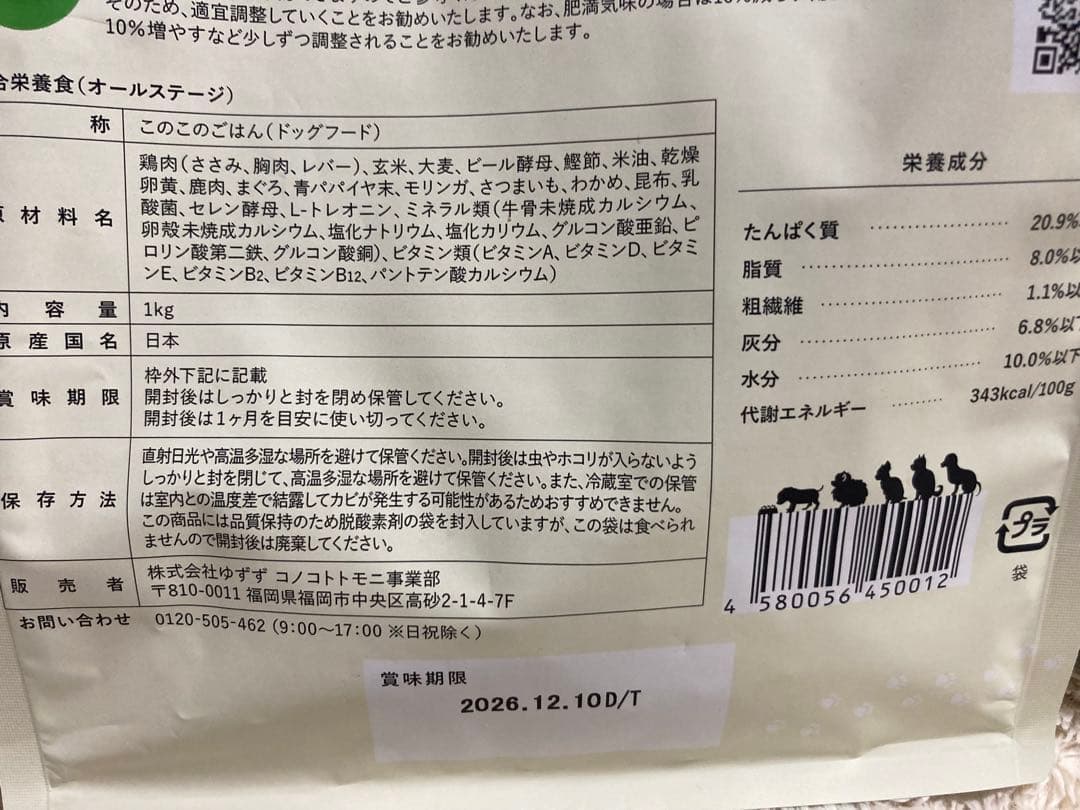 そのため、適宜調整していくことをお勧めいたします。なお、肥満気味の場合は10%
10%増やすなど少しずつ調整されることをお勧めいたします。
合栄養食(オールステージ)
称 このこのごはん(ドッグフード)
原材料名
鶏肉(ささみ、胸肉、レバー)、玄米、大麦、ビール酵母、鰹節、米油、乾燥
卵黄、鹿肉、まぐろ、青パパイヤ末、モリンガ、さつまいも、わかめ、昆布、乳
酸菌、セレン酵母、L-トレオニン、ミネラル類(牛骨未焼成カルシウム、
卵殻未焼成カルシウム、塩化ナトリウム、塩化カリウム、グルコン酸亜鉛、ピ
ロリン酸第二鉄、グルコン酸銅)、ビタミン類(ビタミンA、ビタミンD、ビタミ
ンE、ビタミンB2、ビタミンB12、パントテン酸カルシウム)
内容量 1kg
原産国名 日本
賞味期限
枠外下記に記載
開封後はしっかりと封を閉め保管してください。
開封後は1ヶ月を目安に使い切ってください。
保存方法
直射日光や高温多湿な場所を避けて保管ください。開封後は虫やホコリが入らないよう
しっかりと封を閉じて、高温多湿な場所を避けて保管ください。また、冷蔵室での保管
は室内との温度差で結露してカビが発生する可能性があるためおすすめできません。
この商品には品質保持のため脱酸素剤の袋を封入していますが、この袋は食べられ
ませんので開封後は廃棄してください。
販売者
株式会社ゆずず コノコトトモニ事業部
〒810-0011 福岡県福岡市中央区高砂2-1-4-7F
お問い合わせ 0120-505-462(9:00〜17:00 ※日祝除く)
賞味期限
2026.12.10D/T
栄養成分
たんぱく質 ………… 20.9%
脂質 ………… 8.0%以
粗繊維 ………… 1.1%以
灰分 ………… 6.8%以下
水分 ………… 10.0%以下
代謝エネルギー ……… 343kcal/100g
4 580056 450012
プラ
袋